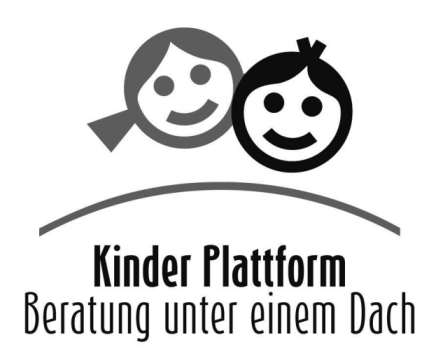 Kinder Plattform
Beratung unter einem Dach